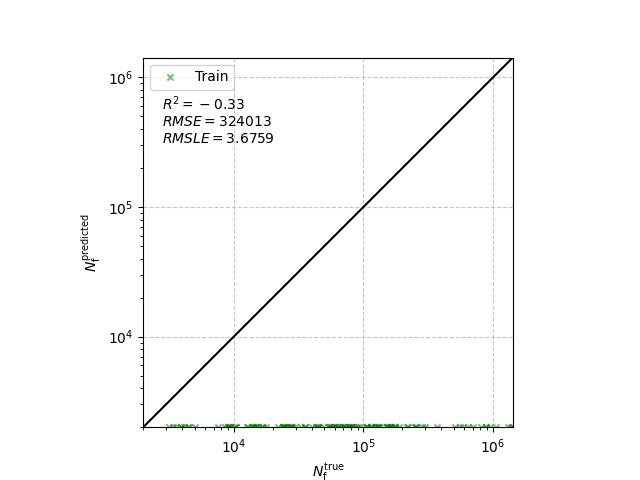 Train
R² = −0.33
RMSE = 324013
RMSLE = 3.6759
10⁶
10⁵
10⁴
N_f^predicted
10⁴ 10⁵ 10⁶
N_f^true